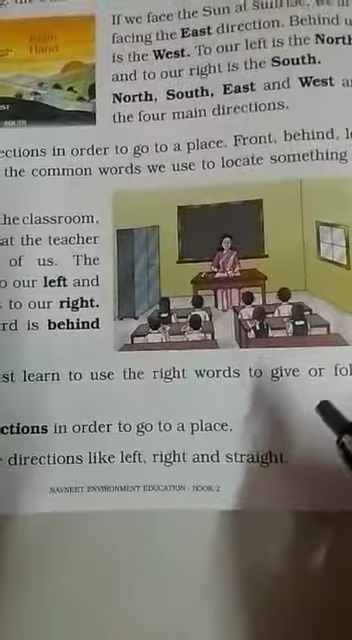 Right
Hand
SOUTH
If we face the Sun at Sunrise, we
facing the East direction. Behind u
is the West. To our left is the North
and to our right is the South.
North, South, East and West a
the four main directions.
ections in order to go to a place. Front, behind, le
the common words we use to locate something
he classroom,
at the teacher
of us. The
o our left and
to our right.
rd is behind
st learn to use the right words to give or fol
ctions in order to go to a place.
directions like left, right and straight.
NAVNEET ENVIRONMENT EDUCATION : BOOK-2